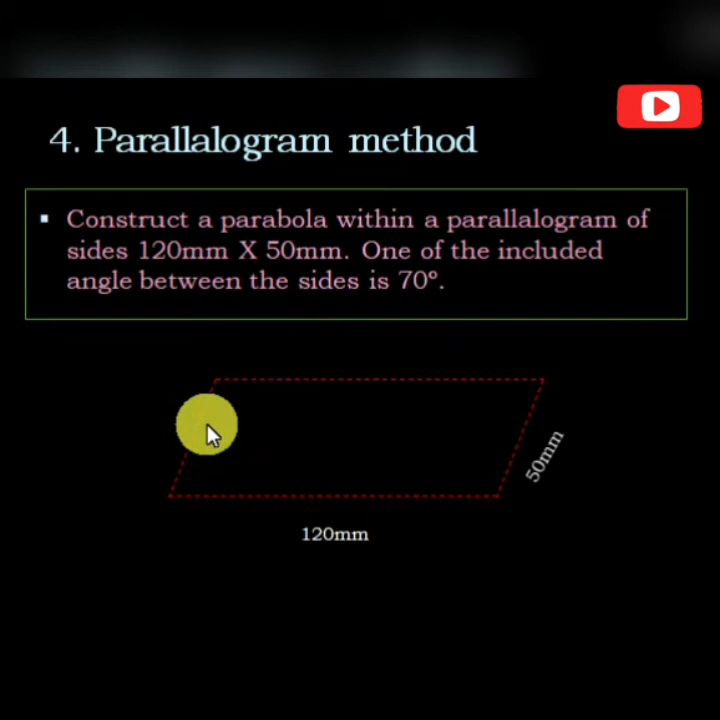 4. Parallalogram method
▪ Construct a parabola within a parallalogram of
sides 120mm X 50mm. One of the included
angle between the sides is 70º.
50mm
120mm